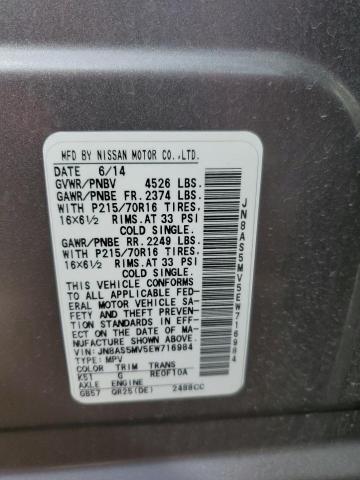 MFD BY NISSAN MOTOR CO.,LTD.
DATE 6/14
GVWR/PNBV 4526 LBS.
GAWR/PNBE FR. 2374 LBS.
WITH P215/70R16 TIRES.
16X6½ RIMS.AT 33 PSI
COLD SINGLE.
GAWR/PNBE RR. 2249 LBS.
WITH P215/70R16 TIRES.
16X6½ RIMS.AT 33 PSI
COLD SINGLE.
THIS VEHICLE CONFORMS
TO ALL APPLICABLE FED-
ERAL MOTOR VEHICLE SA-
FETY AND THEFT PREVENT-
ION STANDARDS IN EFF-
ECT ON THE DATE OF MA-
NUFACTURE SHOWN ABOVE.
VIN:JN8AS5MV5EW716984
TYPE:MPV
COLOR TRIM TRANS
K51 G RE0F10A
AXLE ENGINE
GB57 QR25(DE) 2488CC
JN8AS5MV5EW716984